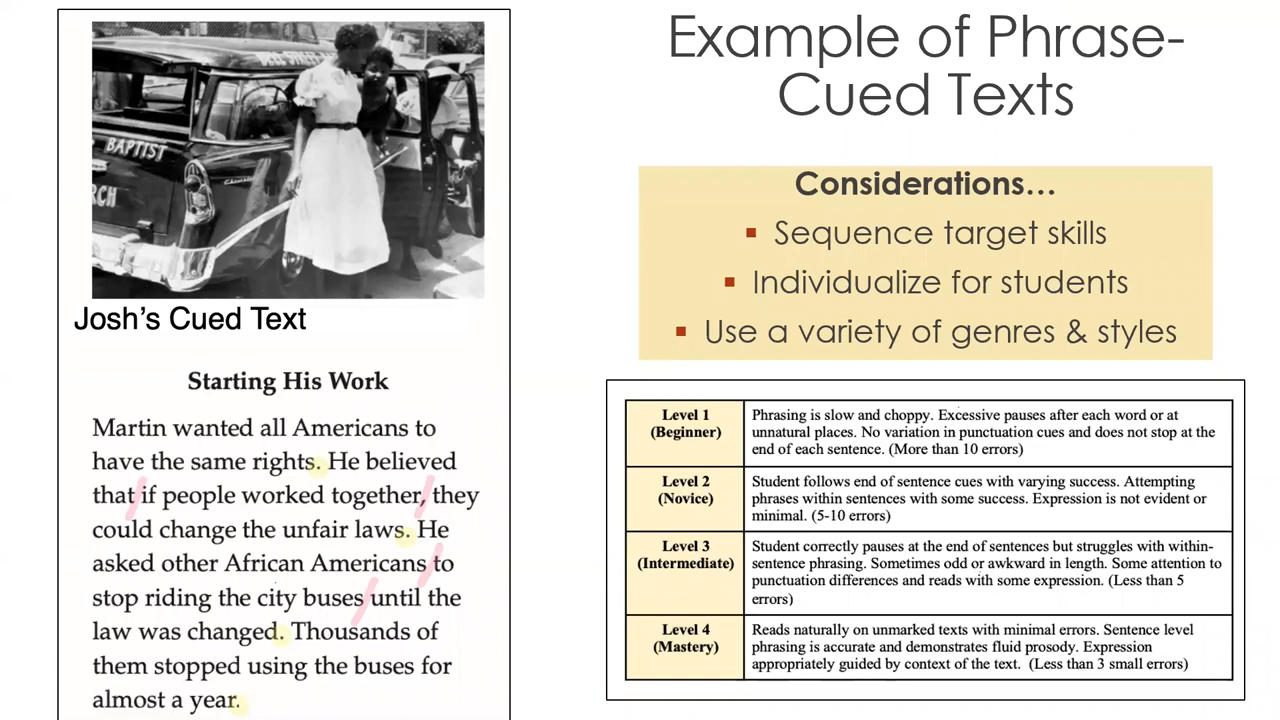 BAPTIST
Josh's Cued Text
Starting His Work
Martin wanted all Americans to
have the same rights. He believed
that if people worked together, they
could change the unfair laws. He
asked other African Americans to
stop riding the city buses until the
law was changed. Thousands of
them stopped using the buses for
almost a year.
Example of Phrase-
Cued Texts
Considerations…
▪ Sequence target skills
▪ Individualize for students
▪ Use a variety of genres & styles
Level 1
(Beginner)
Phrasing is slow and choppy. Excessive pauses after each word or at
unnatural places. No variation in punctuation cues and does not stop at the
end of each sentence. (More than 10 errors)
Level 2
(Novice)
Student follows end of sentence cues with varying success. Attempting
phrases within sentences with some success. Expression is not evident or
minimal. (5-10 errors)
Level 3
(Intermediate)
Student correctly pauses at the end of sentences but struggles with within-
sentence phrasing. Sometimes odd or awkward in length. Some attention to
punctuation differences and reads with some expression. (Less than 5
errors)
Level 4
(Mastery)
Reads naturally on unmarked texts with minimal errors. Sentence level
phrasing is accurate and demonstrates fluid prosody. Expression
appropriately guided by context of the text. (Less than 3 small errors)